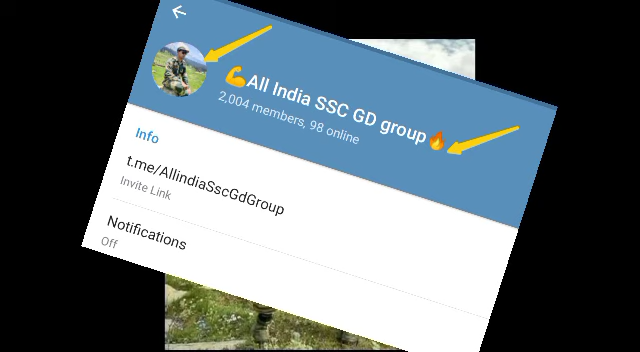 💪All India SSC GD group🔥
2,004 members, 98 online
Info
t.me/AllindiaSscGdGroup
Invite Link
Notifications
Off